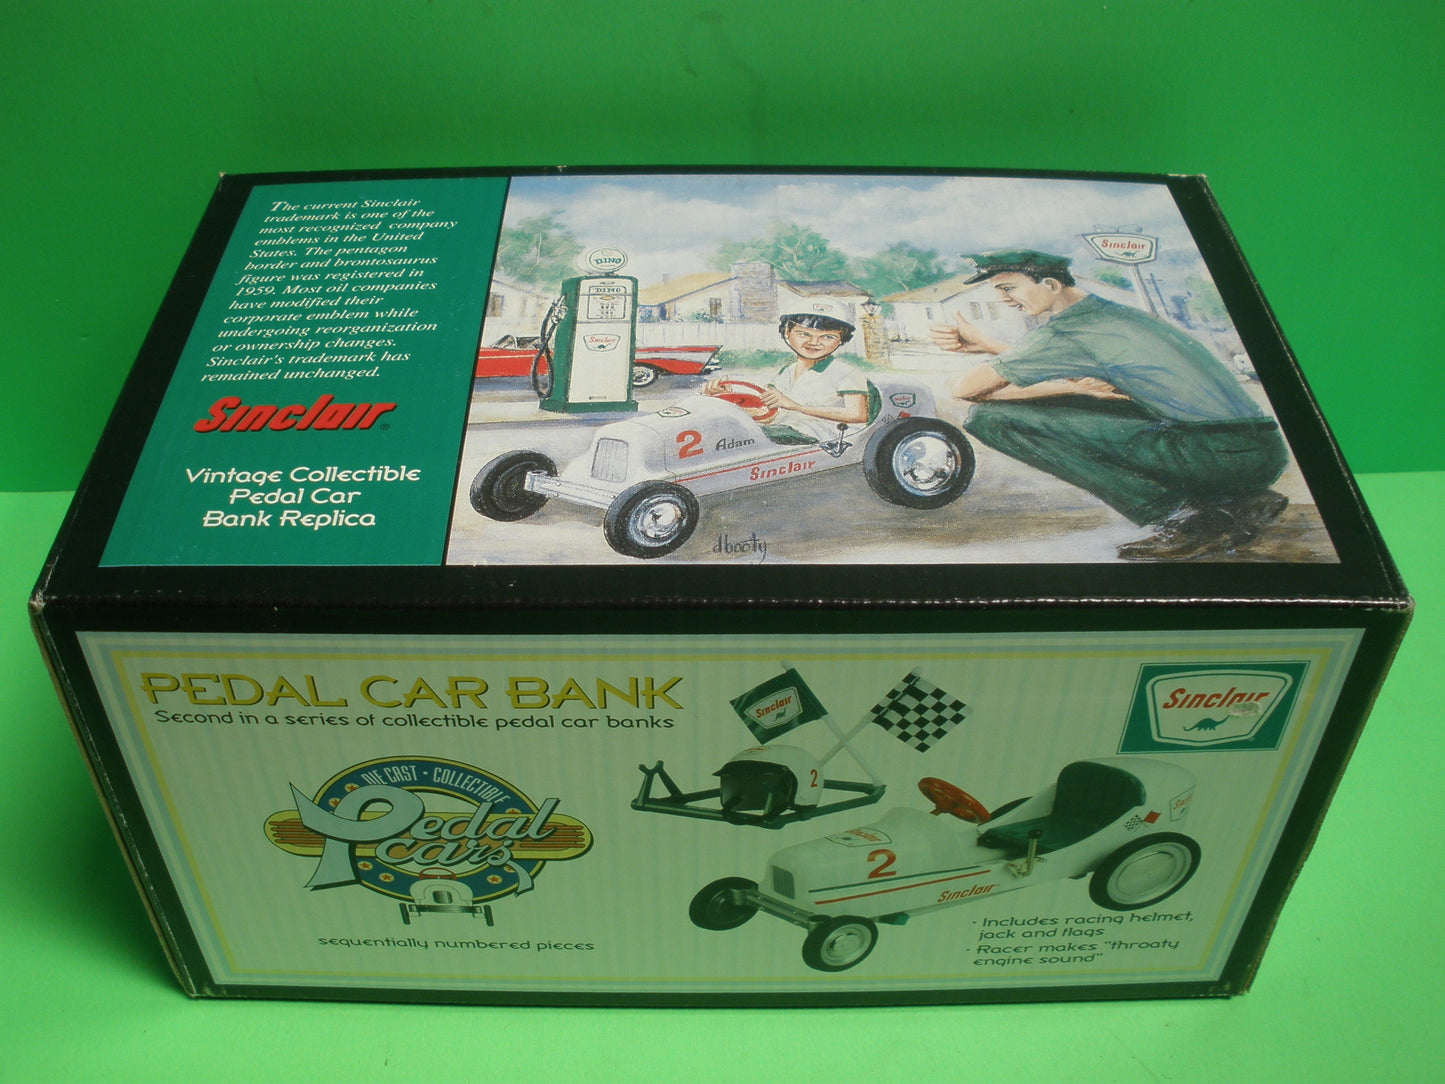 The current Sinclair
trademark is one of the
most recognized company
emblems in the United
States. The pentagon
border and brontosaurus
figure was registered in
1959. Most oil companies
have modified their
corporate emblem while
undergoing reorganization
or ownership changes.
Sinclair's trademark has
remained unchanged.
Sinclair®
Vintage Collectible
Pedal Car
Bank Replica
DINO
DINO
Sinclair
Sinclair
2 Adam
Sinclair
dbooty
PEDAL CAR BANK
Second in a series of collectible pedal car banks
DIE CAST · COLLECTIBLE
Pedal
cars
sequentially numbered pieces
Sinclair
2
Sinclair
2
Sinclair
Sinclair
· Includes racing helmet,
jack and flags
· Racer makes "throaty
engine sound"